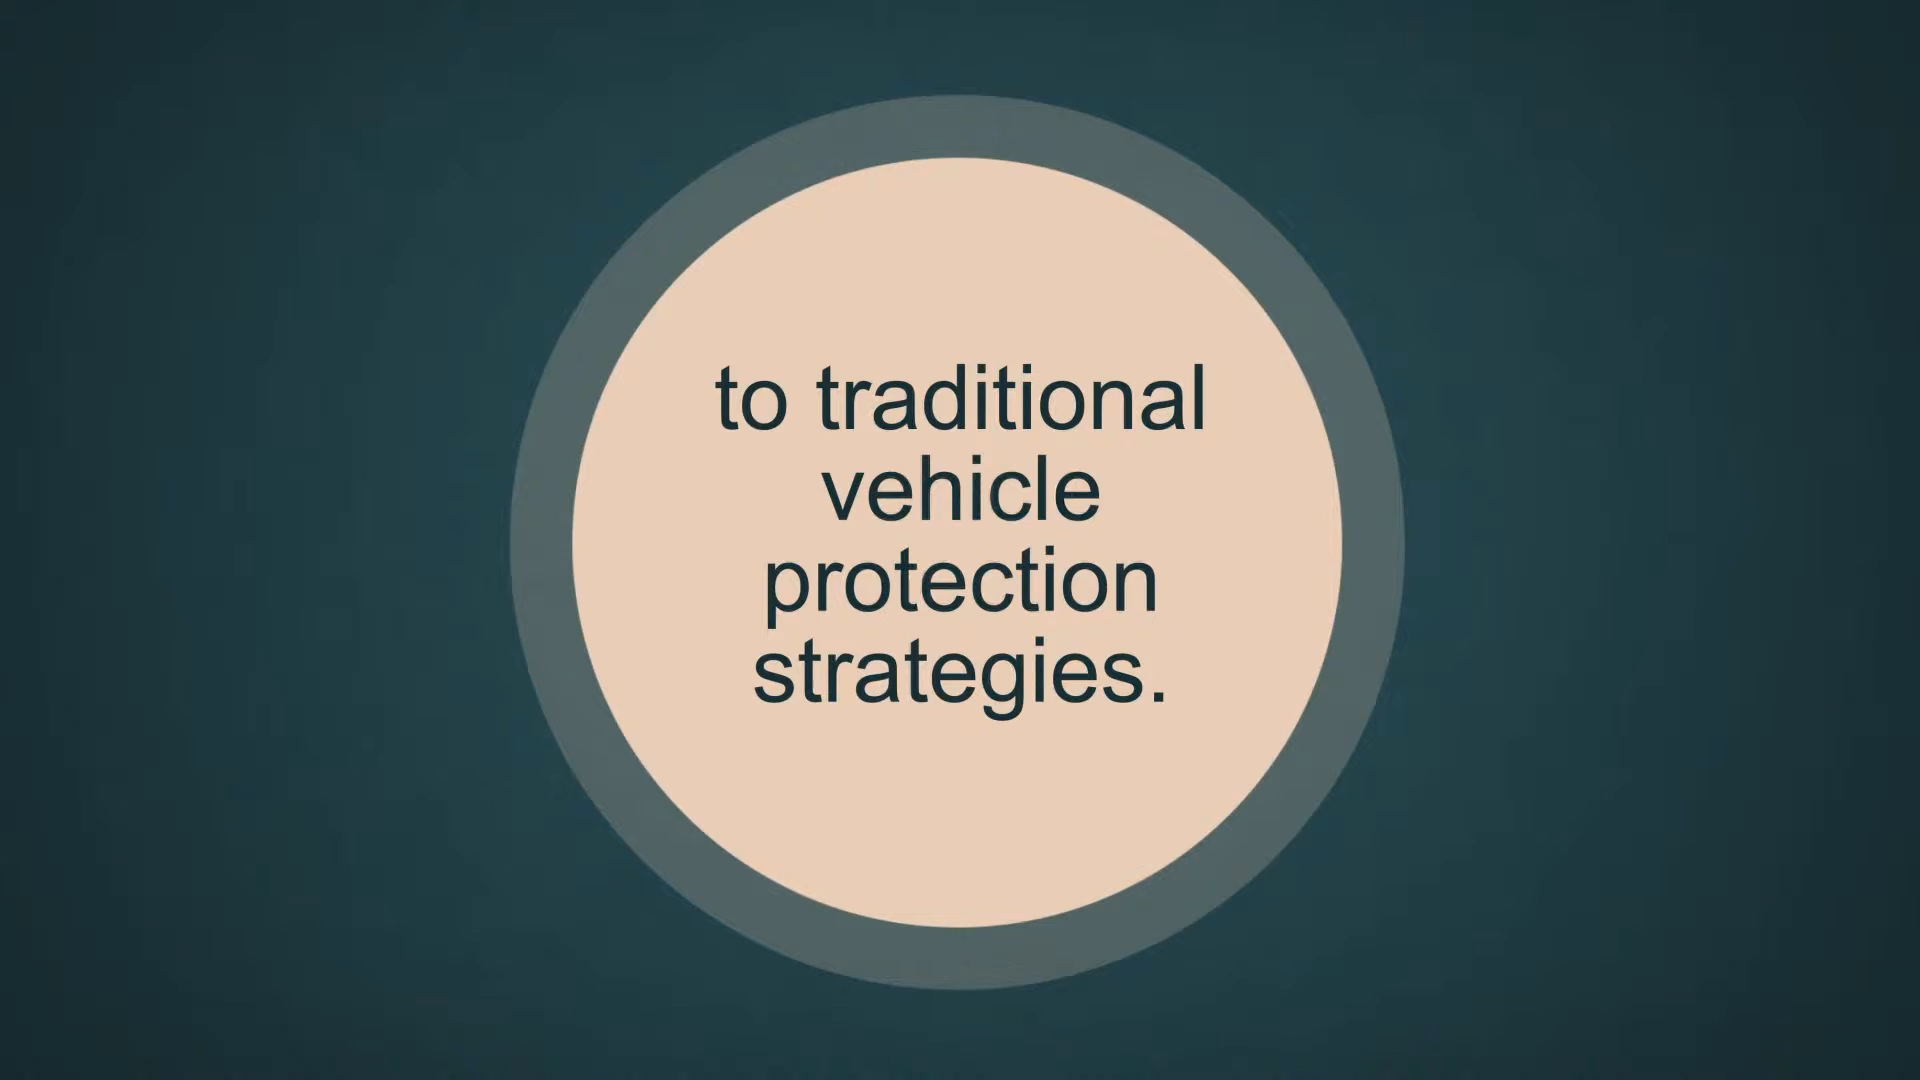 to traditional
vehicle
protection
strategies.